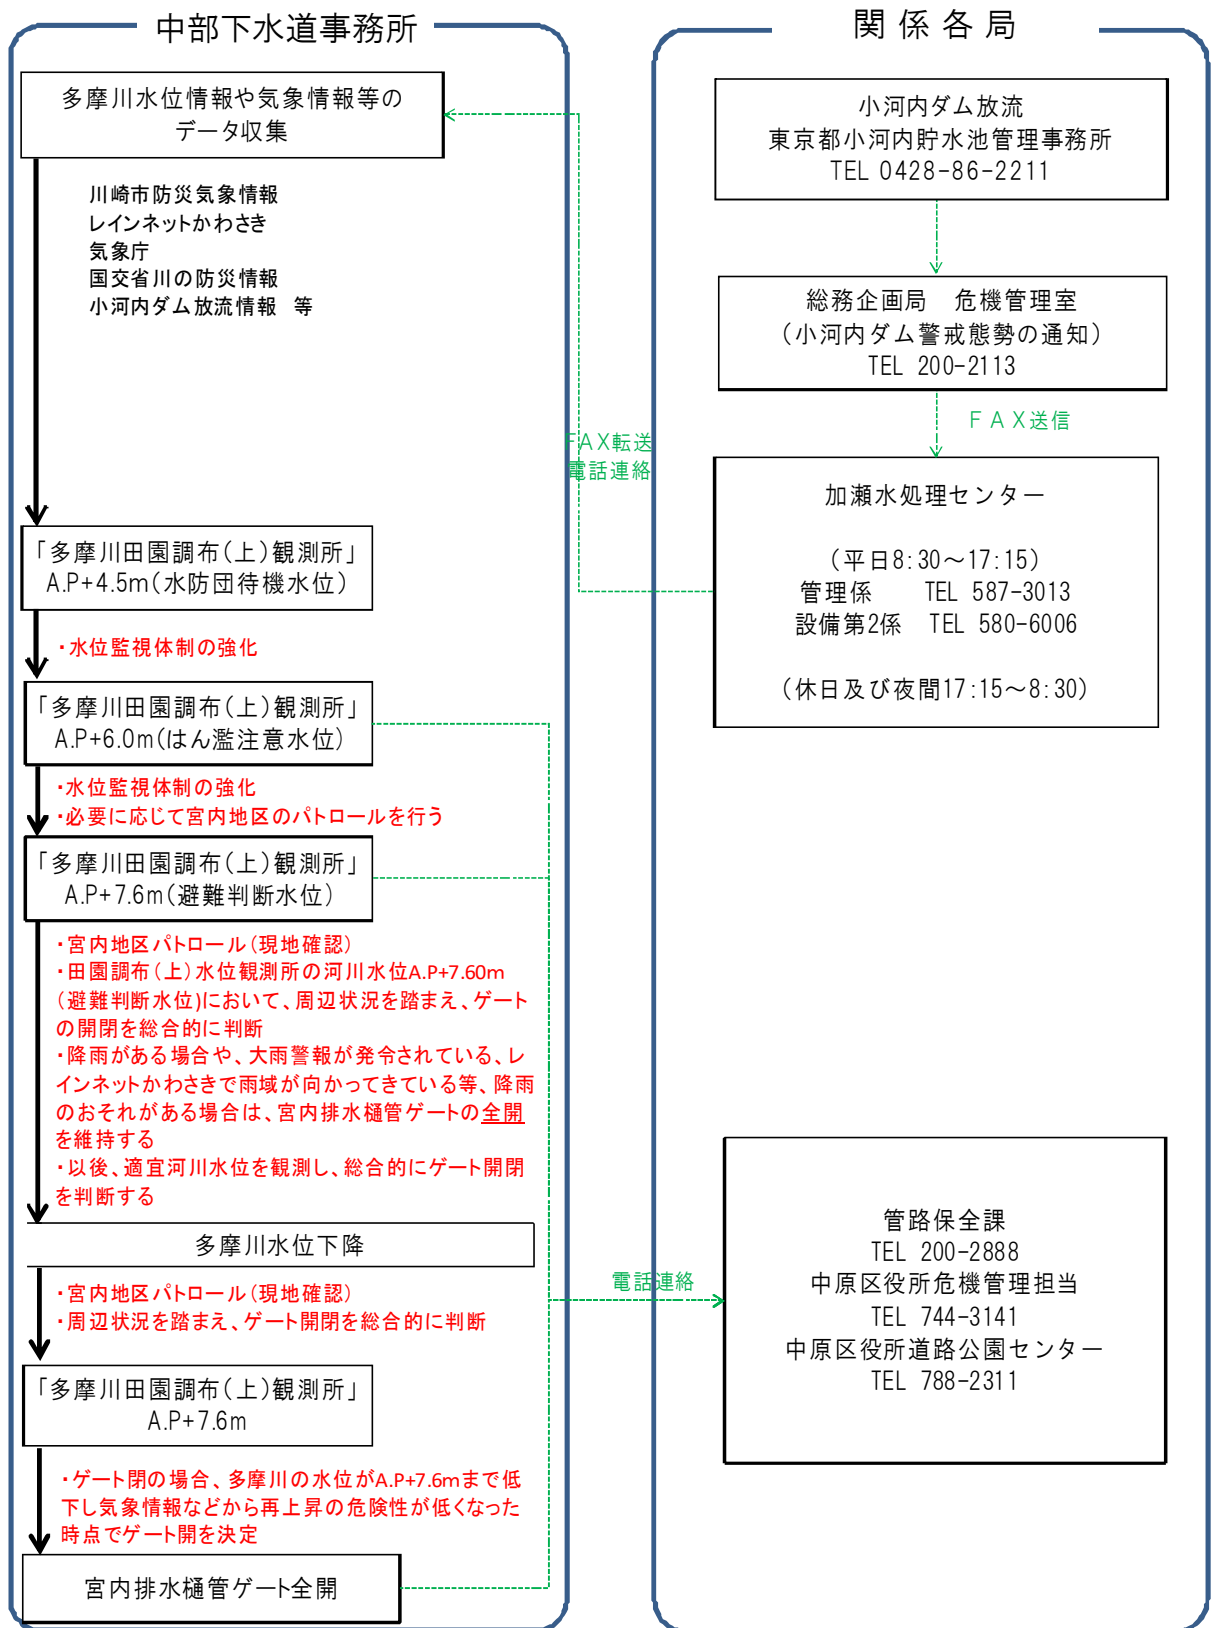 中部下水道事務所
多摩川水位情報や気象情報等の
データ収集
川崎市防災気象情報
レインネットかわさき
気象庁
国交省川の防災情報
小河内ダム放流情報　等
「多摩川田園調布(上)観測所」
A.P+4.5m(水防団待機水位)
・水位監視体制の強化
「多摩川田園調布(上)観測所」
A.P+6.0m(はん濫注意水位)
・水位監視体制の強化
・必要に応じて宮内地区のパトロールを行う
「多摩川田園調布(上)観測所」
A.P+7.6m(避難判断水位)
・宮内地区パトロール(現地確認)
・田園調布(上)水位観測所の河川水位A.P+7.60m
(避難判断水位)において、周辺状況を踏まえ、ゲート
の開閉を総合的に判断
・降雨がある場合や、大雨警報が発令されている、レ
インネットかわさきで雨域が向かってきている等、降雨
のおそれがある場合は、宮内排水樋管ゲートの全開
を維持する
・以後、適宜河川水位を観測し、総合的にゲート開閉
を判断する
多摩川水位下降
・宮内地区パトロール(現地確認)
・周辺状況を踏まえ、ゲート開閉を総合的に判断
「多摩川田園調布(上)観測所」
A.P+7.6m
・ゲート閉の場合、多摩川の水位がA.P+7.6mまで低
下し気象情報などから再上昇の危険性が低くなった
時点でゲート開を決定
宮内排水樋管ゲート全開
FAX転送
電話連絡
電話連絡
関係各局
小河内ダム放流
東京都小河内貯水池管理事務所
TEL 0428-86-2211
総務企画局　危機管理室
(小河内ダム警戒態勢の通知)
TEL 200-2113
ＦＡＸ送信
加瀬水処理センター
(平日8:30～17:15)
管理係　　TEL 587-3013
設備第2係　TEL 580-6006
(休日及び夜間17:15～8:30)
管路保全課
TEL 200-2888
中原区役所危機管理担当
TEL 744-3141
中原区役所道路公園センター
TEL 788-2311